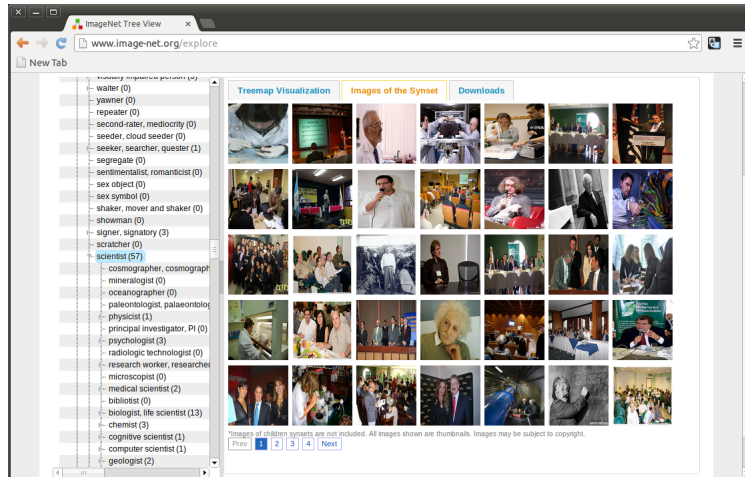 ImageNet Tree View
www.image-net.org/explore
New Tab
visually impaired person (3)
waiter (0)
yawner (0)
repeater (0)
second-rater, mediocrity (0)
seeder, cloud seeder (0)
seeker, searcher, quester (1)
segregate (0)
sentimentalist, romanticist (0)
sex object (0)
sex symbol (0)
shaker, mover and shaker (0)
showman (0)
signer, signatory (3)
scratcher (0)
scientist (57)
cosmographer, cosmograph
mineralogist (0)
oceanographer (0)
paleontologist, palaeontolog
physicist (1)
principal investigator, PI (0)
psychologist (3)
radiologic technologist (0)
research worker, researcher
microscopist (0)
medical scientist (2)
bibliotist (0)
biologist, life scientist (13)
chemist (3)
cognitive scientist (1)
computer scientist (1)
geologist (2)
Treemap Visualization
Images of the Synset
Downloads
*Images of children synsets are not included. All images shown are thumbnails. Images may be subject to copyright.
Prev 1 2 3 4 Next